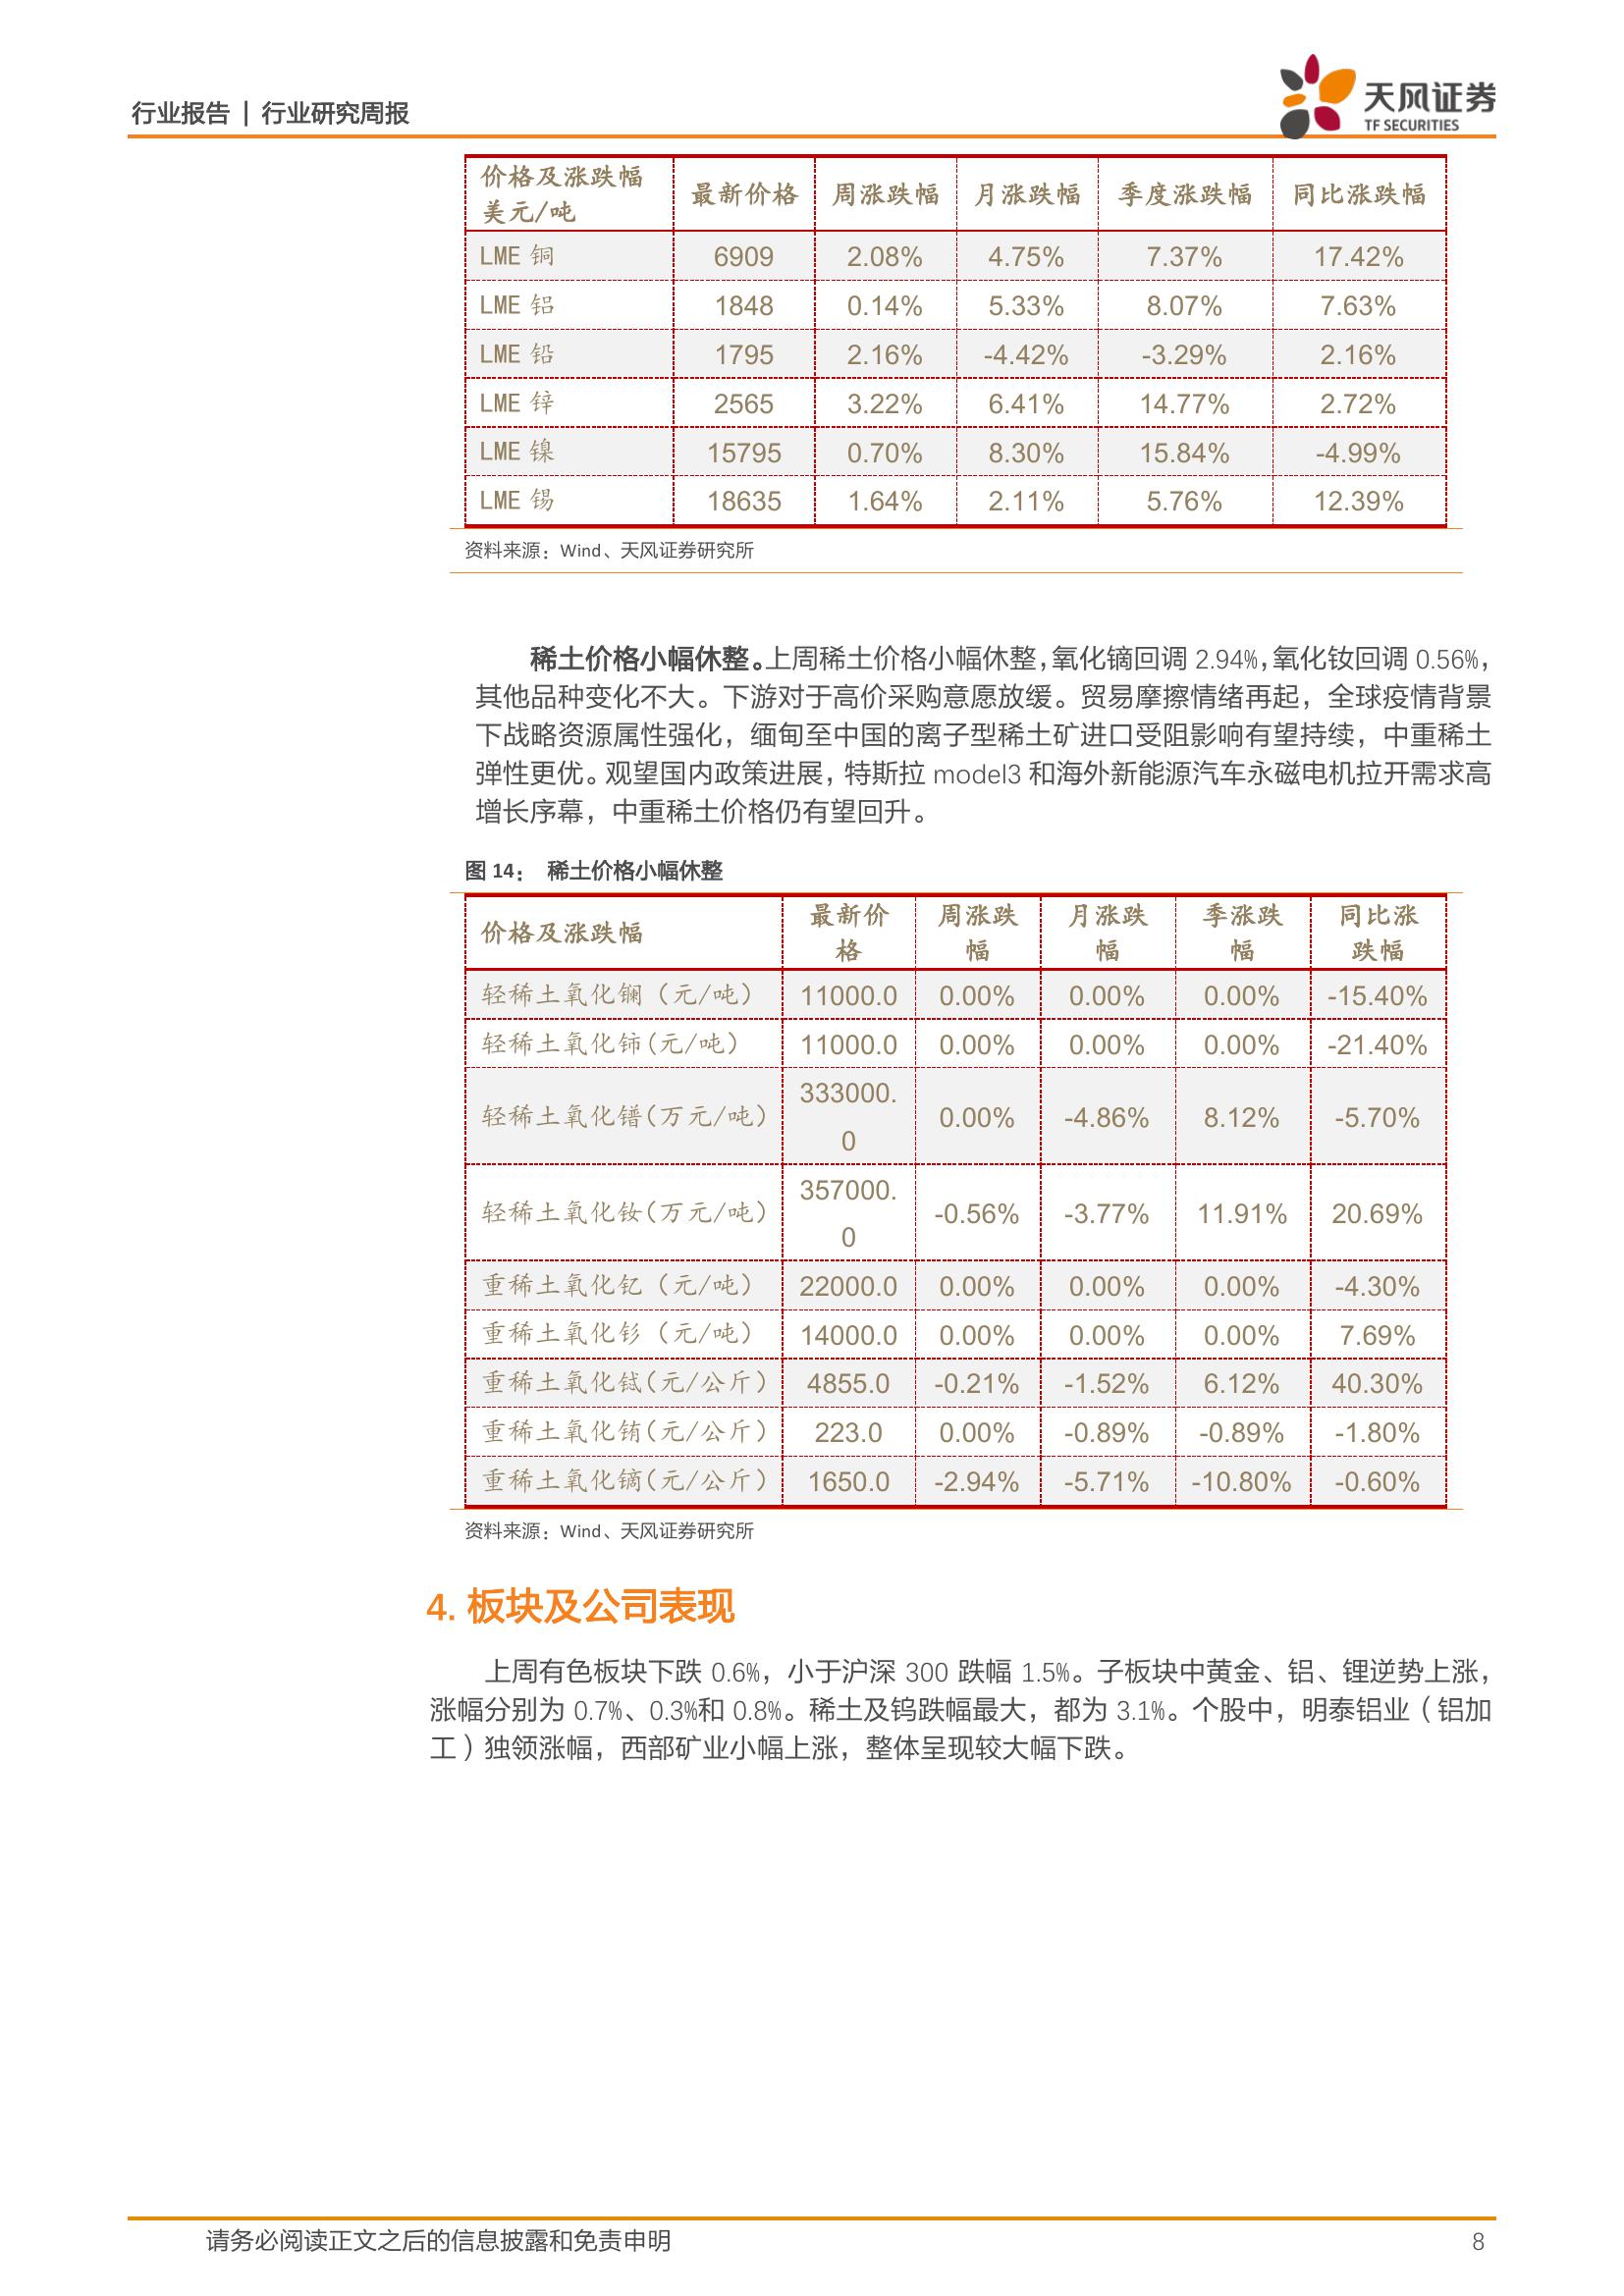 行业报告 | 行业研究周报
天风证券
TF SECURITIES
价格及涨跌幅 美元/吨 最新价格 周涨跌幅 月涨跌幅 季度涨跌幅 同比涨跌幅
LME 铜 6909 2.08% 4.75% 7.37% 17.42%
LME 铝 1848 0.14% 5.33% 8.07% 7.63%
LME 铅 1795 2.16% -4.42% -3.29% 2.16%
LME 锌 2565 3.22% 6.41% 14.77% 2.72%
LME 镍 15795 0.70% 8.30% 15.84% -4.99%
LME 锡 18635 1.64% 2.11% 5.76% 12.39%
资料来源：Wind、天风证券研究所
稀土价格小幅休整。上周稀土价格小幅休整，氧化镝回调 2.94%，氧化钕回调 0.56%，
其他品种变化不大。下游对于高价采购意愿放缓。贸易摩擦情绪再起，全球疫情背景
下战略资源属性强化，缅甸至中国的离子型稀土矿进口受阻影响有望持续，中重稀土
弹性更优。观望国内政策进展，特斯拉 model3 和海外新能源汽车永磁电机拉开需求高
增长序幕，中重稀土价格仍有望回升。
图 14： 稀土价格小幅休整
价格及涨跌幅 最新价格 周涨跌幅 月涨跌幅 季涨跌幅 同比涨跌幅
轻稀土氧化镧（元/吨） 11000.0 0.00% 0.00% 0.00% -15.40%
轻稀土氧化铈(元/吨) 11000.0 0.00% 0.00% 0.00% -21.40%
轻稀土氧化镨(万元/吨) 333000.0 0.00% -4.86% 8.12% -5.70%
轻稀土氧化钕(万元/吨) 357000.0 -0.56% -3.77% 11.91% 20.69%
重稀土氧化钇（元/吨） 22000.0 0.00% 0.00% 0.00% -4.30%
重稀土氧化钐（元/吨） 14000.0 0.00% 0.00% 0.00% 7.69%
重稀土氧化铽(元/公斤) 4855.0 -0.21% -1.52% 6.12% 40.30%
重稀土氧化铕(元/公斤) 223.0 0.00% -0.89% -0.89% -1.80%
重稀土氧化镝(元/公斤) 1650.0 -2.94% -5.71% -10.80% -0.60%
资料来源：Wind、天风证券研究所
4. 板块及公司表现
上周有色板块下跌 0.6%，小于沪深 300 跌幅 1.5%。子板块中黄金、铝、锂逆势上涨，
涨幅分别为 0.7%、0.3%和 0.8%。稀土及钨跌幅最大，都为 3.1%。个股中，明泰铝业（铝加
工）独领涨幅，西部矿业小幅上涨，整体呈现较大幅下跌。
请务必阅读正文之后的信息披露和免责申明 8